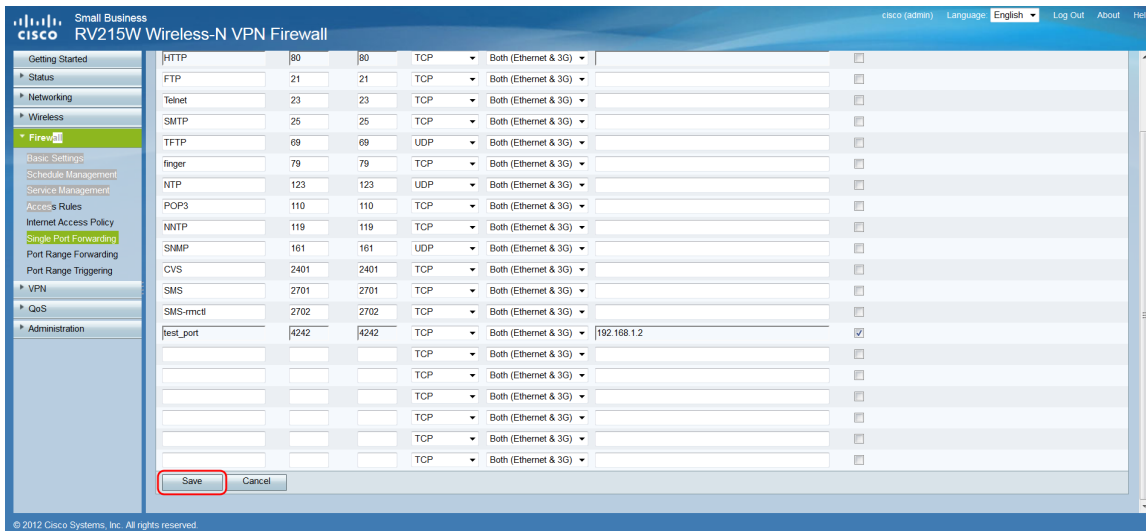 Small Business
cisco RV215W Wireless-N VPN Firewall
cisco (admin) Language English Log Out About Hel
Getting Started
Status
Networking
Wireless
Firewall
Basic Settings
Schedule Management
Service Management
Access Rules
Internet Access Policy
Single Port Forwarding
Port Range Forwarding
Port Range Triggering
VPN
QoS
Administration
HTTP 80 80 TCP Both (Ethernet & 3G)
FTP 21 21 TCP Both (Ethernet & 3G)
Telnet 23 23 TCP Both (Ethernet & 3G)
SMTP 25 25 TCP Both (Ethernet & 3G)
TFTP 69 69 UDP Both (Ethernet & 3G)
finger 79 79 TCP Both (Ethernet & 3G)
NTP 123 123 UDP Both (Ethernet & 3G)
POP3 110 110 TCP Both (Ethernet & 3G)
NNTP 119 119 TCP Both (Ethernet & 3G)
SNMP 161 161 UDP Both (Ethernet & 3G)
CVS 2401 2401 TCP Both (Ethernet & 3G)
SMS 2701 2701 TCP Both (Ethernet & 3G)
SMS-rmctl 2702 2702 TCP Both (Ethernet & 3G)
test_port 4242 4242 TCP Both (Ethernet & 3G) 192.168.1.2
TCP Both (Ethernet & 3G)
TCP Both (Ethernet & 3G)
TCP Both (Ethernet & 3G)
TCP Both (Ethernet & 3G)
TCP Both (Ethernet & 3G)
TCP Both (Ethernet & 3G)
Save Cancel
© 2012 Cisco Systems, Inc. All rights reserved.